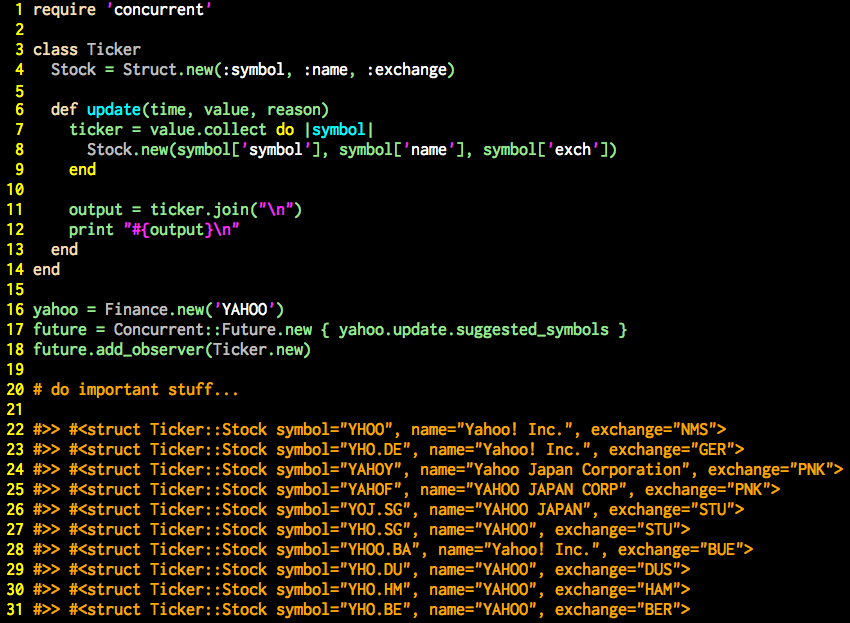 1 require 'concurrent'
2
3 class Ticker
4   Stock = Struct.new(:symbol, :name, :exchange)
5
6   def update(time, value, reason)
7     ticker = value.collect do |symbol|
8       Stock.new(symbol['symbol'], symbol['name'], symbol['exch'])
9     end
10
11     output = ticker.join("\n")
12     print "#{output}\n"
13   end
14 end
15
16 yahoo = Finance.new('YAHOO')
17 future = Concurrent::Future.new { yahoo.update.suggested_symbols }
18 future.add_observer(Ticker.new)
19
20 # do important stuff...
21
22 #>> #<struct Ticker::Stock symbol="YHOO", name="Yahoo! Inc.", exchange="NMS">
23 #>> #<struct Ticker::Stock symbol="YHO.DE", name="Yahoo! Inc.", exchange="GER">
24 #>> #<struct Ticker::Stock symbol="YAHOY", name="Yahoo Japan Corporation", exchange="PNK">
25 #>> #<struct Ticker::Stock symbol="YAHOF", name="YAHOO JAPAN CORP", exchange="PNK">
26 #>> #<struct Ticker::Stock symbol="YOJ.SG", name="YAHOO JAPAN", exchange="STU">
27 #>> #<struct Ticker::Stock symbol="YHO.SG", name="YAHOO", exchange="STU">
28 #>> #<struct Ticker::Stock symbol="YHOO.BA", name="Yahoo! Inc.", exchange="BUE">
29 #>> #<struct Ticker::Stock symbol="YHO.DU", name="YAHOO", exchange="DUS">
30 #>> #<struct Ticker::Stock symbol="YHO.HM", name="YAHOO", exchange="HAM">
31 #>> #<struct Ticker::Stock symbol="YHO.BE", name="YAHOO", exchange="BER">